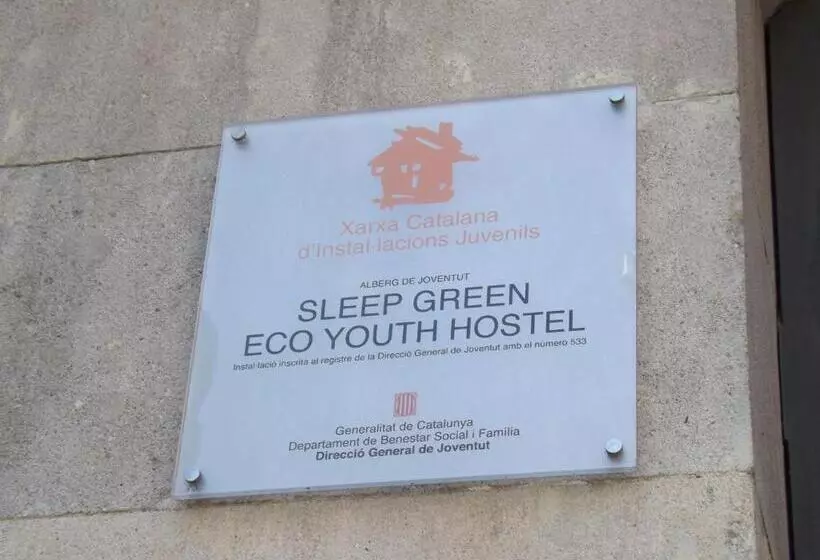 Xarxa Catalana
d'Instal·lacions Juvenils
ALBERG DE JOVENTUT
SLEEP GREEN
ECO YOUTH HOSTEL
Instal·lació inscrita al registre de la Direcció General de Joventut amb el número 533
Generalitat de Catalunya
Departament de Benestar Social i Família
Direcció General de Joventut